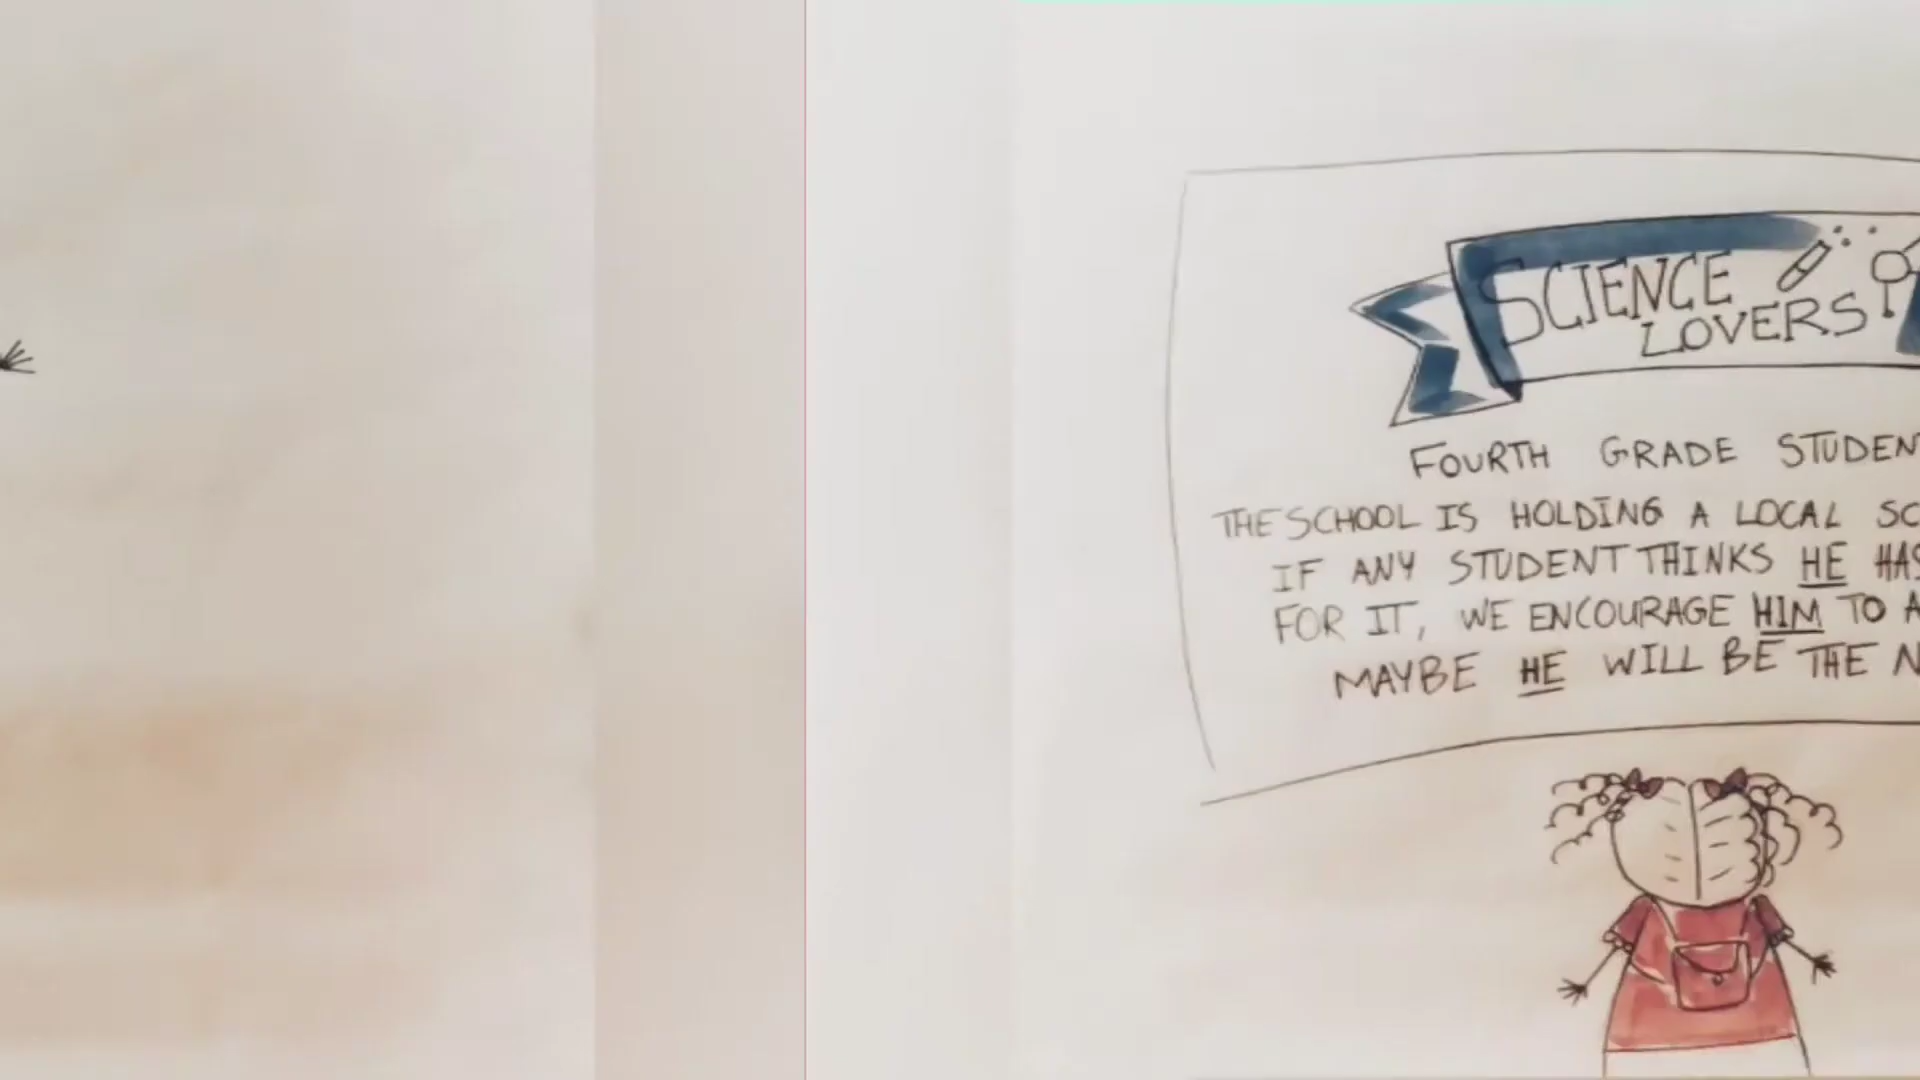 SCIENCE
LOVERS
FOURTH GRADE
THE SCHOOL IS HOLDING A LOCAL
IF ANY STUDENT THINKS HE
FOR IT, WE ENCOURAGE HIM TO
MAYBE HE WILL BE THE